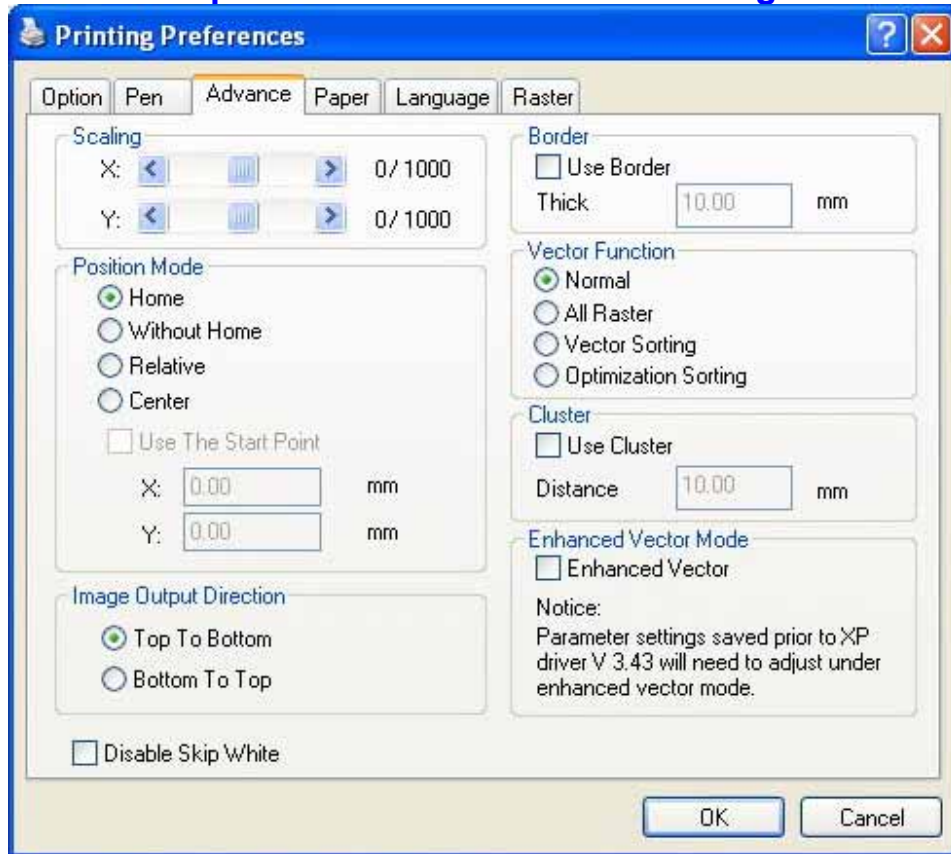 Printing Preferences
Option Pen Advance Paper Language Raster
Scaling
X: 0/1000
Y: 0/1000
Position Mode
Home
Without Home
Relative
Center
Use The Start Point
X: 0.00 mm
Y: 0.00 mm
Image Output Direction
Top To Bottom
Bottom To Top
Disable Skip White
Border
Use Border
Thick 10.00 mm
Vector Function
Normal
All Raster
Vector Sorting
Optimization Sorting
Cluster
Use Cluster
Distance 10.00 mm
Enhanced Vector Mode
Enhanced Vector
Notice:
Parameter settings saved prior to XP
driver V 3.43 will need to adjust under
enhanced vector mode.
OK Cancel